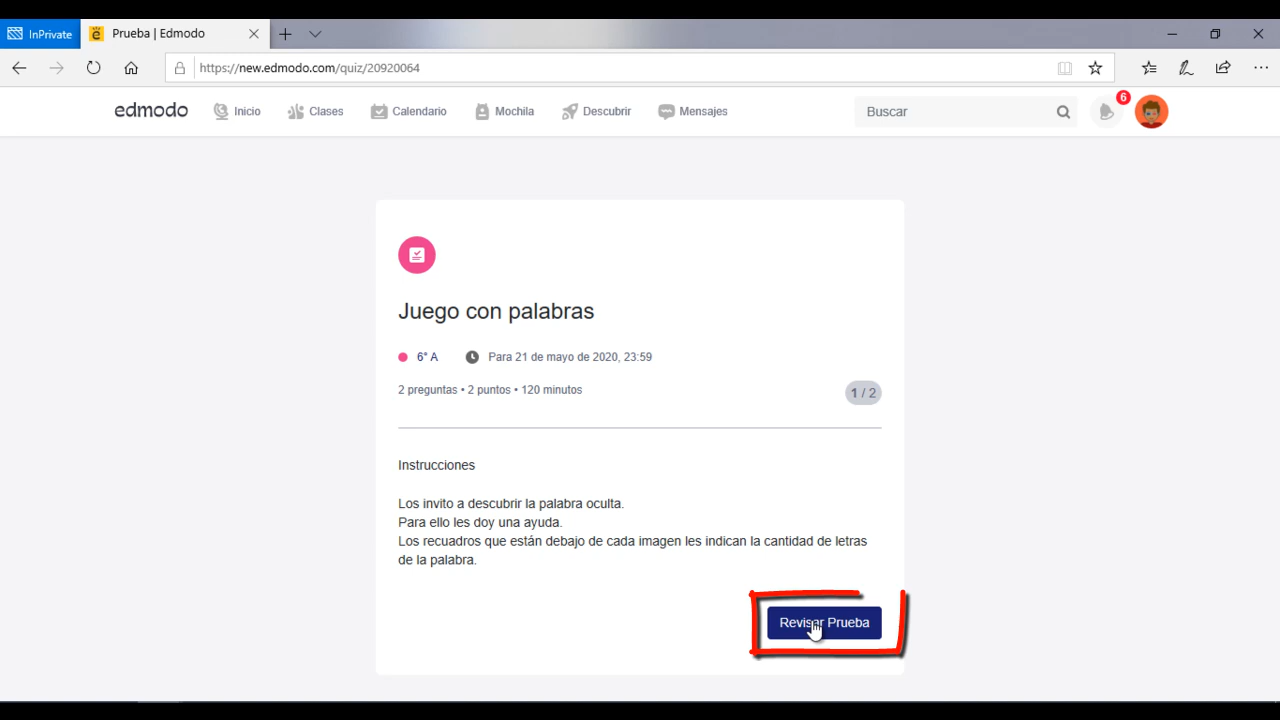 InPrivate
Prueba | Edmodo
https://new.edmodo.com/quiz/20920064
edmodo Inicio Clases Calendario Mochila Descubrir Mensajes Buscar 6
Juego con palabras
6° A Para 21 de mayo de 2020, 23:59
2 preguntas • 2 puntos • 120 minutos 1 / 2
Instrucciones
Los invito a descubrir la palabra oculta.
Para ello les doy una ayuda.
Los recuadros que están debajo de cada imagen les indican la cantidad de letras
de la palabra.
Revisar Prueba